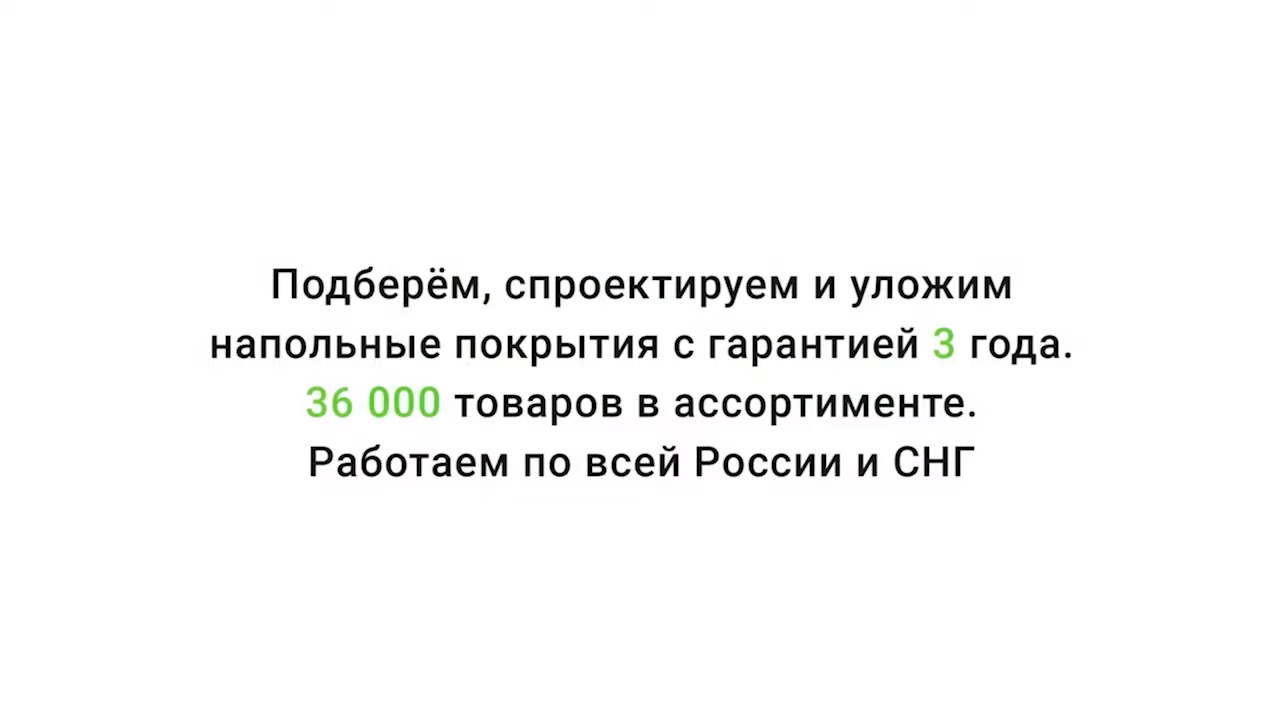 Подберём, спроектируем и уложим
напольные покрытия с гарантией 3 года.
36 000 товаров в ассортименте.
Работаем по всей России и СНГ